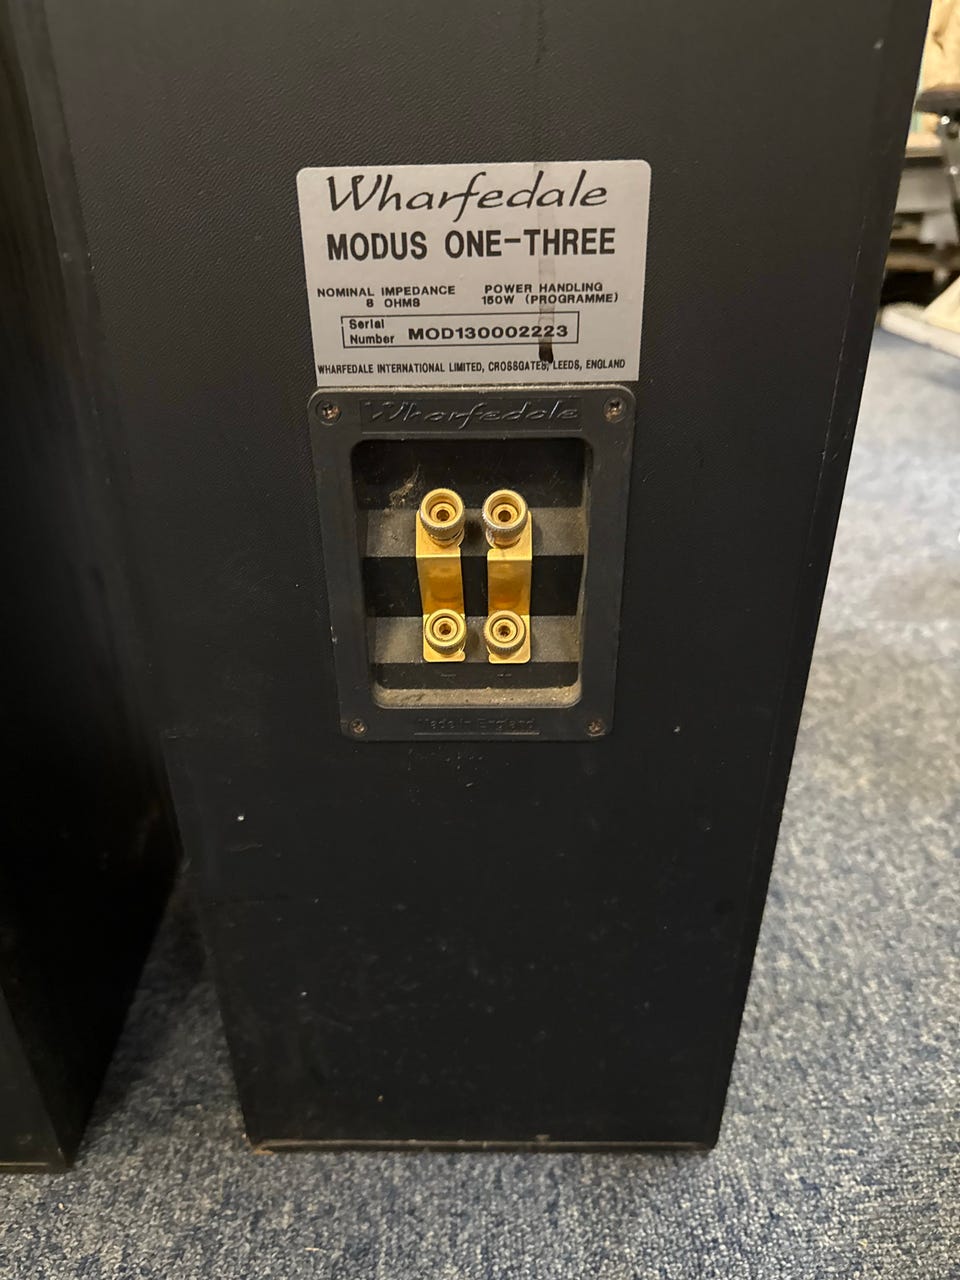 Wharfedale
MODUS ONE-THREE
NOMINAL IMPEDANCE POWER HANDLING
8 OHMS 150W (PROGRAMME)
Serial
Number MOD130002223
WHARFEDALE INTERNATIONAL LIMITED, CROSSGATES, LEEDS, ENGLAND
Wharfedale
Made in England